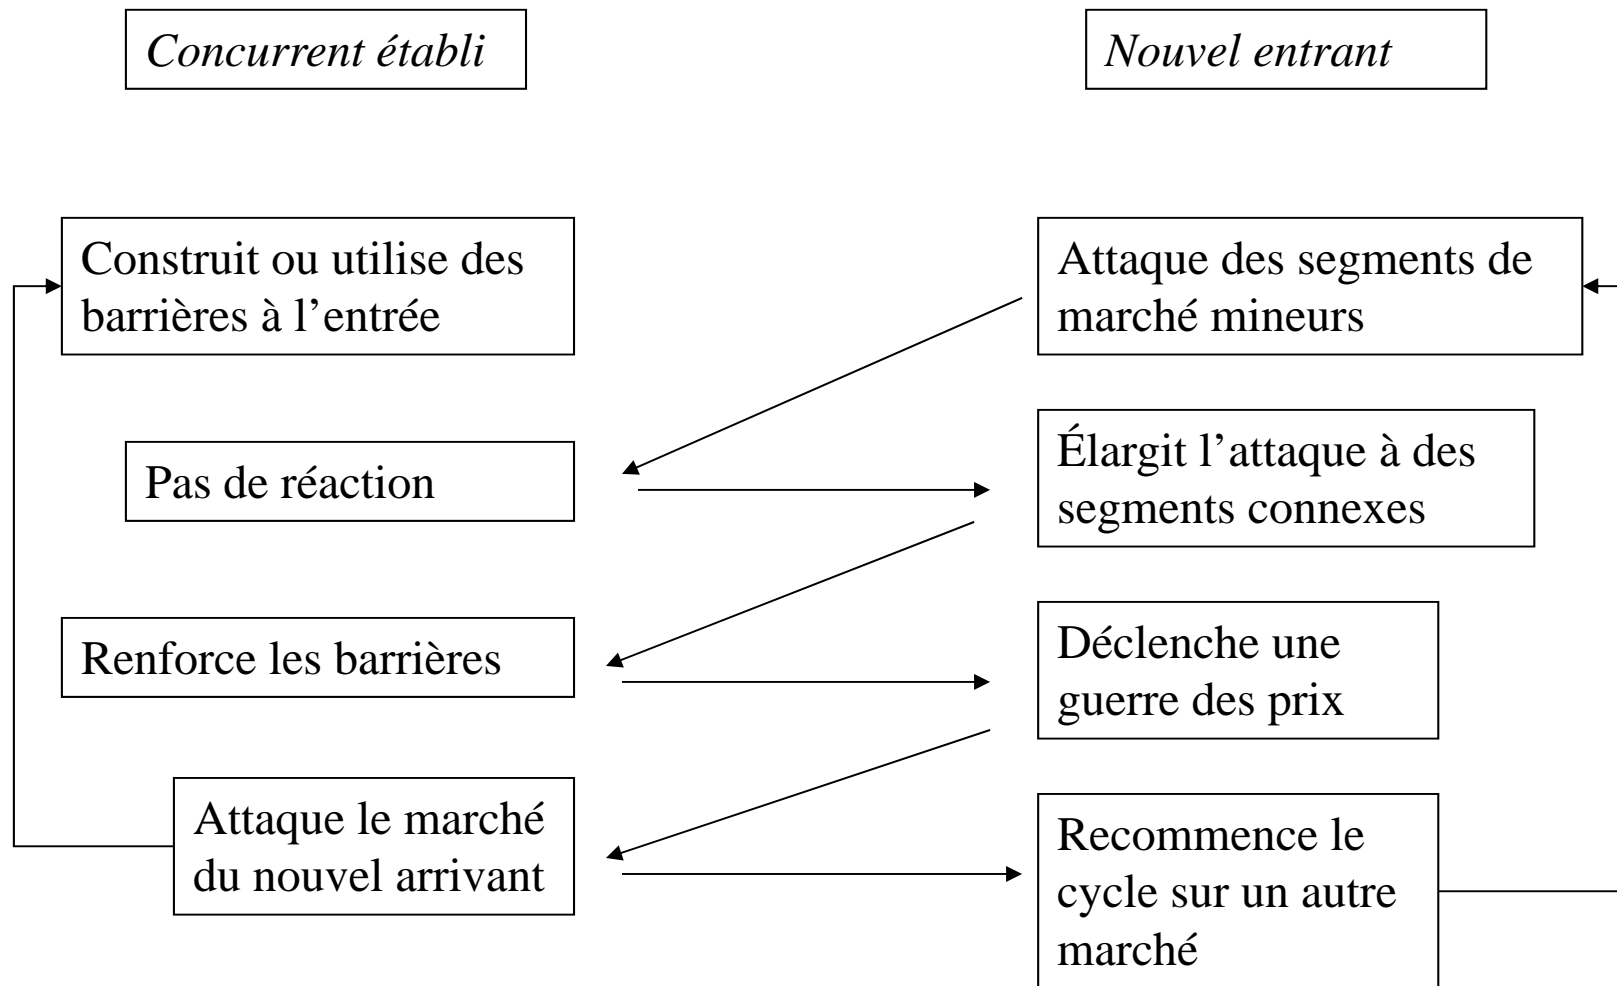 Concurrent établi
Nouvel entrant
Construit ou utilise des
barrières à l’entrée
Attaque des segments de
marché mineurs
Pas de réaction
Élargit l’attaque à des
segments connexes
Renforce les barrières
Déclenche une
guerre des prix
Attaque le marché
du nouvel arrivant
Recommence le
cycle sur un autre
marché